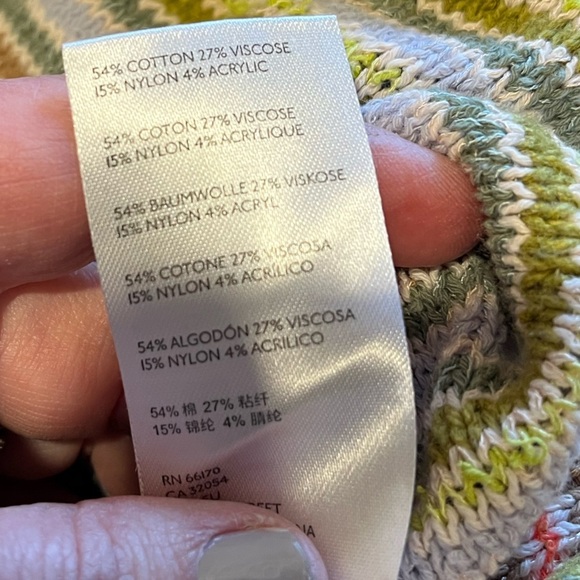 54% COTTON 27% VISCOSE
15% NYLON 4% ACRYLIC
54% COTON 27% VISCOSE
15% NYLON 4% ACRYLIQUE
54% BAUMWOLLE 27% VISKOSE
15% NYLON 4% ACRYL
54% COTONE 27% VISCOSA
15% NYLON 4% ACRÍLICO
54% ALGODÓN 27% VISCOSA
15% NYLON 4% ACRÍLICO
54% 棉 27% 粘纤
15% 锦纶 4% 腈纶
RN 66170
CA 32054